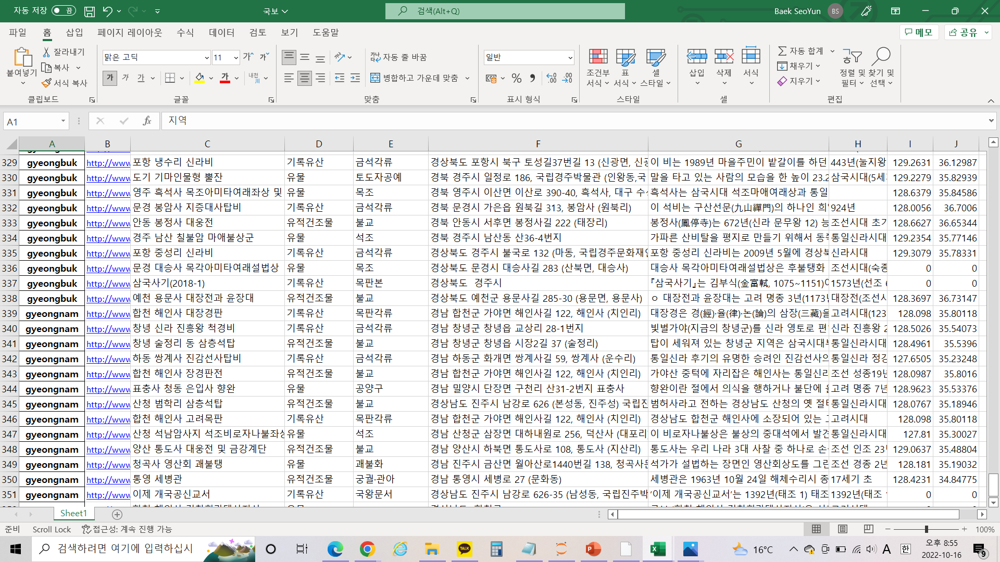 자동 저장 끔 국보 검색(Alt+Q) Baek SeoYun BS
파일 홈 삽입 페이지 레이아웃 수식 데이터 검토 보기 도움말 메모 공유
붙여넣기 잘라내기 복사 서식 복사 클립보드
맑은 고딕 11 가 가 가 가 가 가 내천 글꼴
가나다 자동 줄 바꿈 병합하고 가운데 맞춤 맞춤
일반 % 표시 형식
조건부 서식 표 서식 셀 스타일 스타일
삽입 삭제 서식 셀
자동 합계 채우기 지우기 정렬 및 필터 찾기 및 선택 편집
A1 fx 지역
A B C D E F G H I J
329 gyeongbuk http://www 포항 냉수리 신라비 기록유산 금석각류 경상북도 포항시 북구 토성길37번길 13 (신광면, 신광 이 비는 1989년 마을주민이 밭갈이를 하던 443년(눌지왕 129.2631 36.12987
330 gyeongbuk http://www 도기 기마인물형 뿔잔 유물 토도자공예 경북 경주시 일정로 186, 국립경주박물관 (인왕동,국 말을 타고 있는 사람의 모습을 한 높이 23.2 삼국시대(5세기 129.2279 35.82939
331 gyeongbuk http://www 영주 흑석사 목조아미타여래좌상 및 유물 목조 경북 영주시 이산면 이산로 390-40, 흑석사, 대구 수성 흑석사는 삼국시대 석조마애여래상과 통일 128.6379 35.84586
332 gyeongbuk http://www 문경 봉암사 지증대사탑비 기록유산 금석각류 경북 문경시 가은읍 원북길 313, 봉암사 (원북리) 이 석비는 구산선문(九山禪門)의 하나인 희 924년 128.0056 36.7006
333 gyeongbuk http://www 안동 봉정사 대웅전 유적건조물 불교 경북 안동시 서후면 봉정사길 222 (태장리) 봉정사(鳳停寺)는 672년(신라 문무왕 12) 능 조선시대 초기 128.6627 36.65344
334 gyeongbuk http://www 경주 남산 칠불암 마애불상군 유물 석조 경북 경주시 남산동 산36-4번지 가파른 산비탈을 평지로 만들기 위해서 동쪽 통일신라시대 129.2354 35.77146
335 gyeongbuk http://www 포항 중성리 신라비 기록유산 금석각류 경상북도 경주시 불국로 132 (마동, 국립경주문화재연 포항 중성리 신라비는 2009년 5월에 경상북 신라시대 129.3079 35.78331
336 gyeongbuk http://www 문경 대승사 목각아미타여래설법상 유물 목조 경상북도 문경시 대승사길 283 (산북면, 대승사) 대승사 목각아미타여래설법상은 후불탱화 조선시대(숙종 0 0
337 gyeongbuk http://www 삼국사기(2018-1) 기록유산 목판본 경상북도 경주시 『삼국사기』는 김부식(金富軾, 1075~1151)이 1573년(선조 6 0 0
338 gyeongbuk http://www 예천 용문사 대장전과 윤장대 유적건조물 불교 경상북도 예천군 용문사길 285-30 (용문면, 용문사) ㅇ 대장전과 윤장대는 고려 명종 3년(1173년 대장전(조선시 128.3697 36.73147
339 gyeongnam http://www 합천 해인사 대장경판 기록유산 목판각류 경남 합천군 가야면 해인사길 122, 해인사 (치인리) 대장경은 경(經)·율(律)·논(論)의 삼장(三藏)을 고려시대(123 128.098 35.80118
340 gyeongnam http://www 창녕 신라 진흥왕 척경비 기록유산 금석각류 경남 창녕군 창녕읍 교상리 28-1번지 빛벌가야(지금의 창녕군)를 신라 영토로 편 신라 진흥왕 2 128.5026 35.54073
341 gyeongnam http://www 창녕 술정리 동 삼층석탑 유적건조물 불교 경남 창녕군 창녕읍 시장2길 37 (술정리) 탑이 세워져 있는 창녕군 지역은 삼국시대부 통일신라시대 128.4961 35.5396
342 gyeongnam http://www 하동 쌍계사 진감선사탑비 기록유산 금석각류 경남 하동군 화개면 쌍계사길 59, 쌍계사 (운수리) 통일신라 후기의 유명한 승려인 진감선사의 통일신라 정강 127.6505 35.23248
343 gyeongnam http://www 합천 해인사 장경판전 유적건조물 불교 경남 합천군 가야면 해인사길 122, 해인사 (치인리) 가야산 중턱에 자리잡은 해인사는 통일신라 조선 성종19년 128.0987 35.8016
344 gyeongnam http://www 표충사 청동 은입사 향완 유물 공양구 경남 밀양시 단장면 구천리 산31-2번지 표충사 향완이란 절에서 의식을 행하거나 불단에 올 고려 명종 7년 128.9623 35.53376
345 gyeongnam http://www 산청 범학리 삼층석탑 유적건조물 불교 경상남도 진주시 남강로 626 (본성동, 진주성) 국립진 범허사라고 전하는 경상남도 산청의 옛 절터 통일신라시대 128.0767 35.18946
346 gyeongnam http://www 합천 해인사 고려목판 기록유산 목판각류 경남 합천군 가야면 해인사길 122, 해인사 (치인리) 경상남도 합천군 해인사에 소장되어 있는 고 고려시대 128.098 35.80118
347 gyeongnam http://www 산청 석남암사지 석조비로자나불좌상 유물 석조 경남 산청군 삼장면 대하내원로 256, 덕산사 (대포리) 이 비로자나불상은 불상의 중대석에서 발견 통일신라시대 127.81 35.30027
348 gyeongnam http://www 양산 통도사 대웅전 및 금강계단 유적건조물 불교 경남 양산시 하북면 통도사로 108, 통도사 (지산리) 통도사는 우리 나라 3대 사찰 중 하나로 손 조선 인조 23년 129.0637 35.48804
349 gyeongnam http://www 청곡사 영산회 괘불탱 유물 괘불화 경남 진주시 금산면 월아산로1440번길 138, 청곡사 석가가 설법하는 장면인 영산회상도를 그린 조선 경종 2년 128.181 35.19032
350 gyeongnam http://www 통영 세병관 유적건조물 궁궐·관아 경남 통영시 세병로 27 (문화동) 세병관은 1963년 10월 24일 해체수리시 종 17세기 초 128.4231 34.84775
351 gyeongnam http://www 이제 개국공신교서 기록유산 국왕문서 경상남도 진주시 남강로 626-35 (남성동, 국립진주박 '이제 개국공신교서'는 1392년(태조 1) 태조 1392년(태조 0 0
Sheet1
준비 Scroll Lock 접근성: 계속 진행 가능 100%
검색하려면 여기에 입력하십시 TALK 16°C A 한 오후 8:55
2022-10-16 9